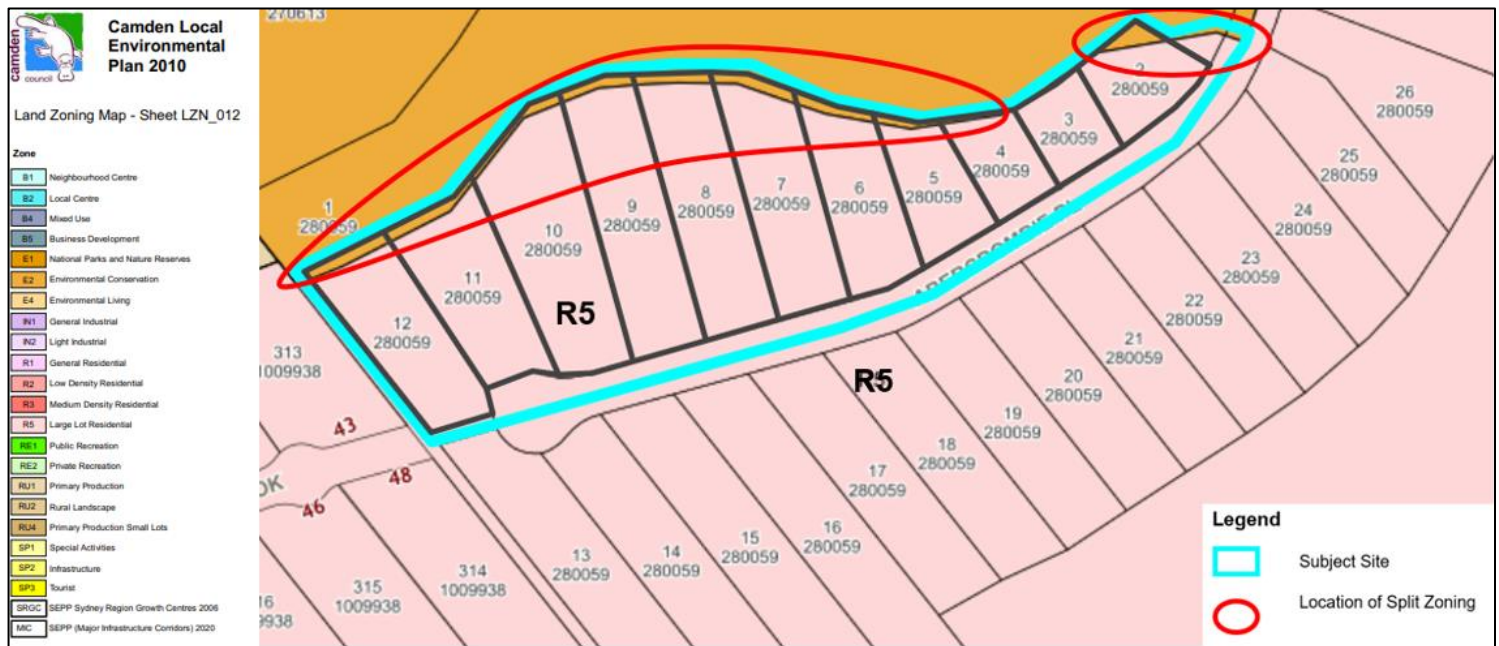 camden
council
Camden Local
Environmental
Plan 2010
Land Zoning Map - Sheet LZN_012
Zone
B1 Neighbourhood Centre
B2 Local Centre
B4 Mixed Use
B5 Business Development
E1 National Parks and Nature Reserves
E2 Environmental Conservation
E4 Environmental Living
IN1 General Industrial
IN2 Light Industrial
R1 General Residential
R2 Low Density Residential
R3 Medium Density Residential
R5 Large Lot Residential
RE1 Public Recreation
RE2 Private Recreation
RU1 Primary Production
RU2 Rural Landscape
RU4 Primary Production Small Lots
SP1 Special Activities
SP2 Infrastructure
SP3 Tourist
SRGC SEPP Sydney Region Growth Centres 2006
MIC SEPP (Major Infrastructure Corridors) 2020
270613
1
280059
2
280059
3
280059
4
280059
5
280059
6
280059
7
280059
8
280059
9
280059
10
280059
11
280059
12
280059
R5
R5
26
280059
25
280059
24
280059
23
280059
22
280059
21
280059
20
280059
19
280059
18
280059
17
280059
16
280059
15
280059
14
280059
13
280059
313
1009938
314
1009938
315
1009938
16
9938
43
48
46
OK
Legend
Subject Site
Location of Split Zoning